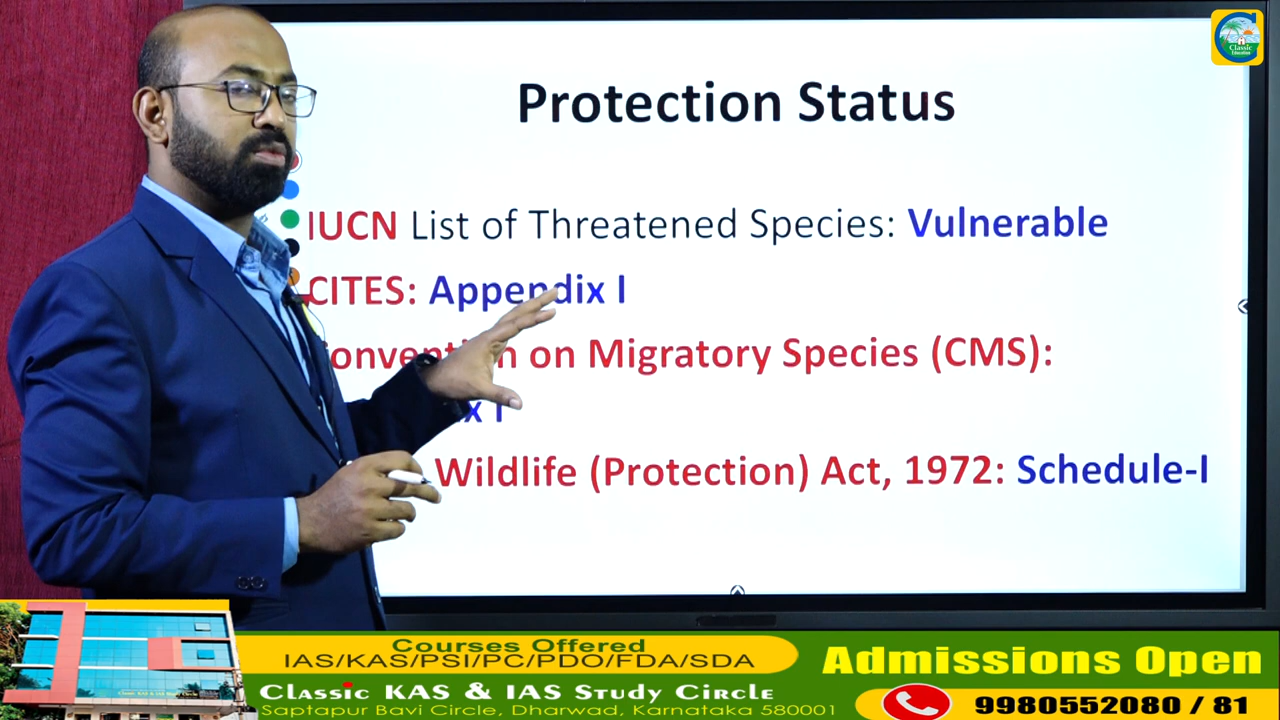 Classic
Education
Protection Status
IUCN List of Threatened Species: Vulnerable
CITES: Appendix I
on Migratory Species (CMS):
I
Wildlife (Protection) Act, 1972: Schedule-I
Courses Offered
IAS/KAS/PSI/PC/PDO/FDA/SDA
Classic KAS & IAS Study Circle
Saptapur Bavi Circle, Dharwad, Karnataka 580001
Admissions Open
9980552080 / 81